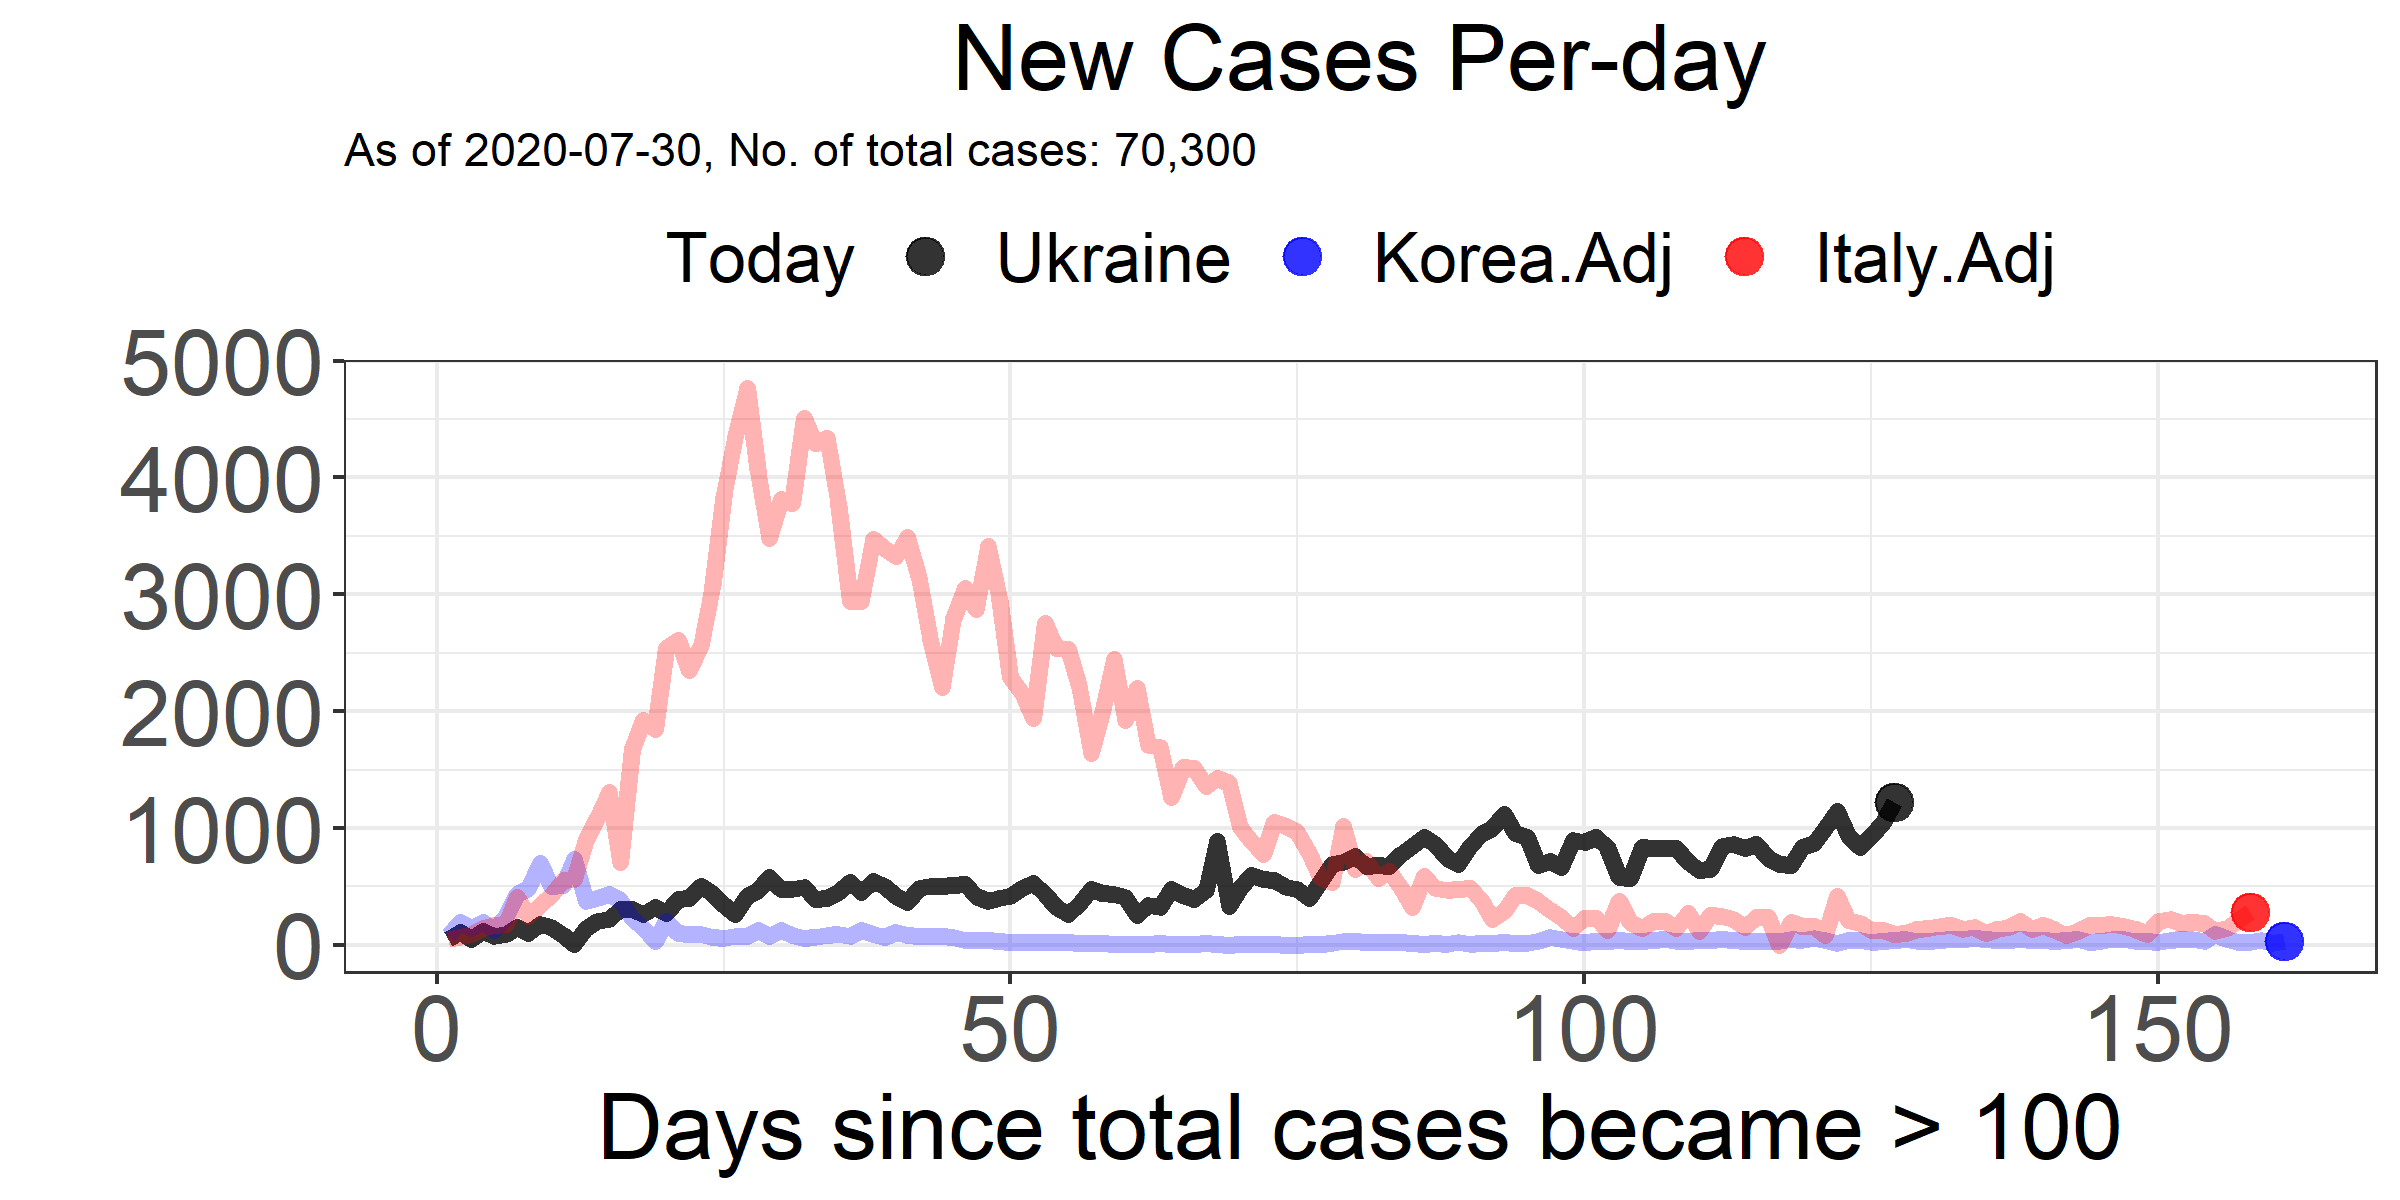 New Cases Per-day
As of 2020-07-30, No. of total cases: 70,300
Today Ukraine Korea.Adj Italy.Adj
5000
4000
3000
2000
1000
0
0 50 100 150
Days since total cases became > 100